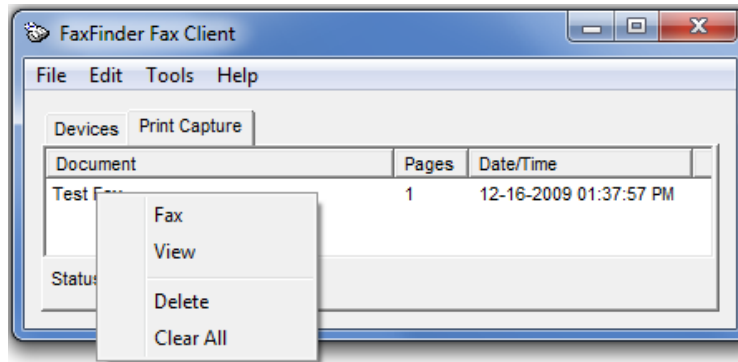 FaxFinder Fax Client
File Edit Tools Help
Devices Print Capture
Document Pages Date/Time
Test 1 12-16-2009 01:37:57 PM
Fax
View
Status
Delete
Clear All